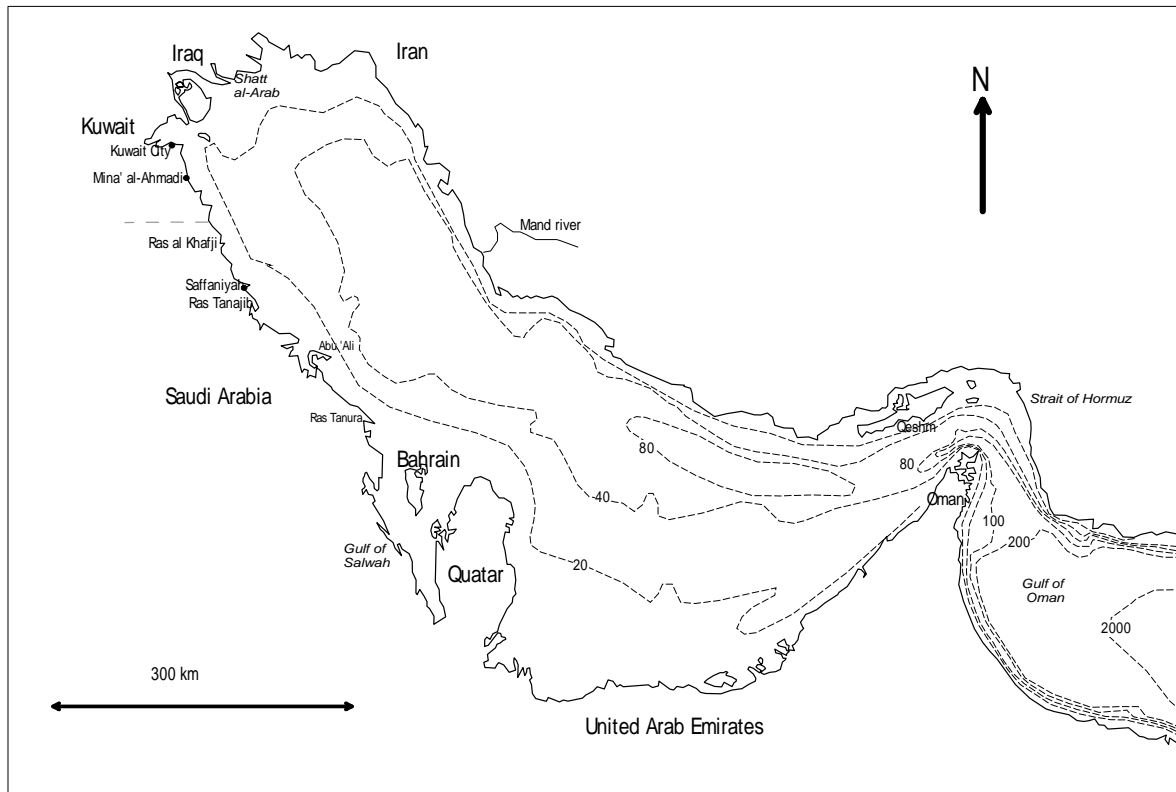 Iraq
Iran
Shatt
al-Arab
N
Kuwait
Kuwait City
Mina' al-Ahmadi
Mand river
Ras al Khafji
Saffaniyah
Ras Tanajib
Abu 'Ali
Saudi Arabia
Strait of Hormuz
Ras Tanura
Qeshm
80
Bahrain
80
40
Oman
100
200
Gulf of
Salwah
20
Quatar
Gulf of
Oman
2000
300 km
United Arab Emirates